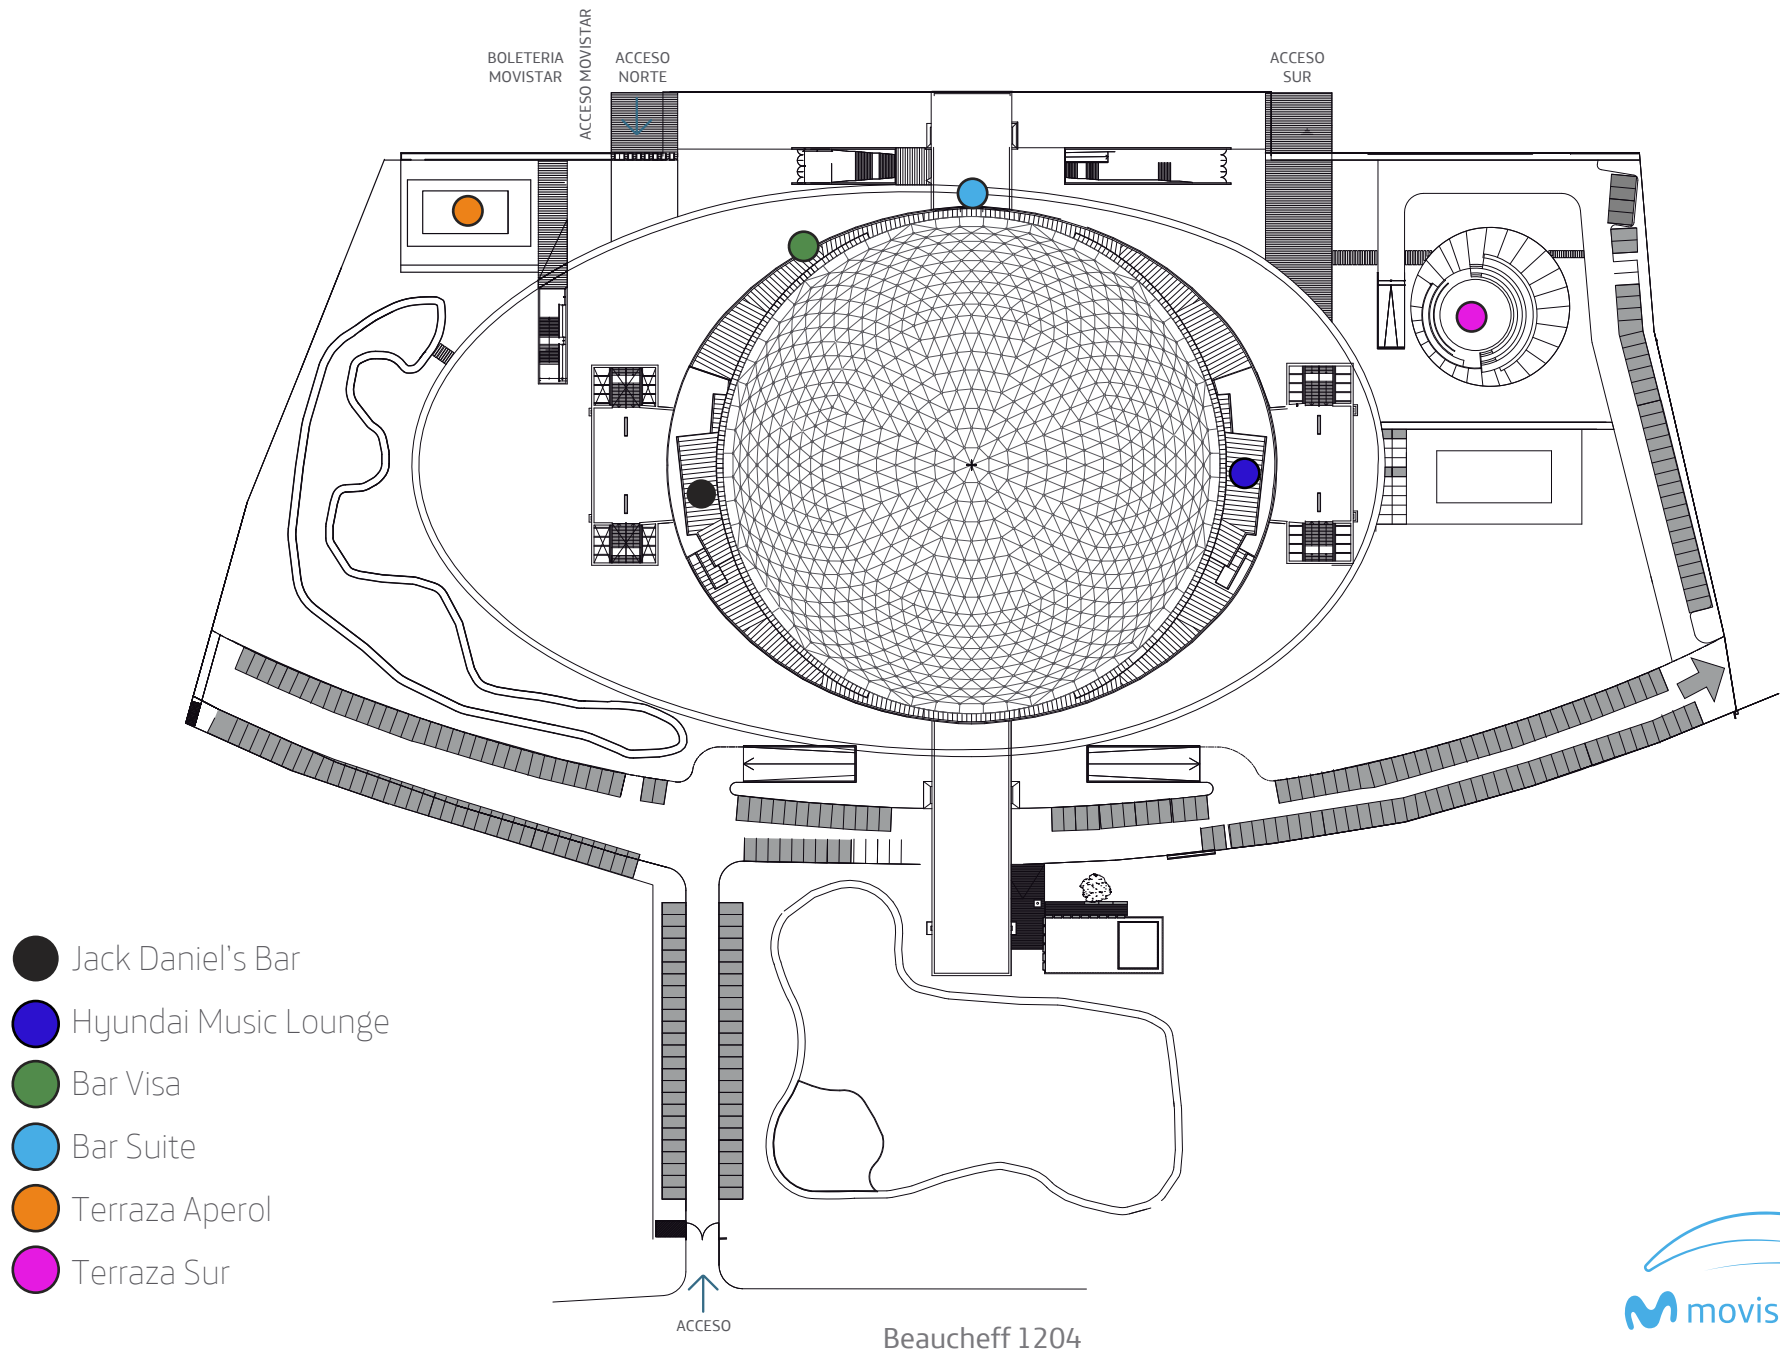 BOLETERIA
MOVISTAR
ACCESO MOVISTAR
ACCESO
NORTE
ACCESO
SUR
Jack Daniel's Bar
Hyundai Music Lounge
Bar Visa
Bar Suite
Terraza Aperol
Terraza Sur
ACCESO
Beaucheff 1204
movis